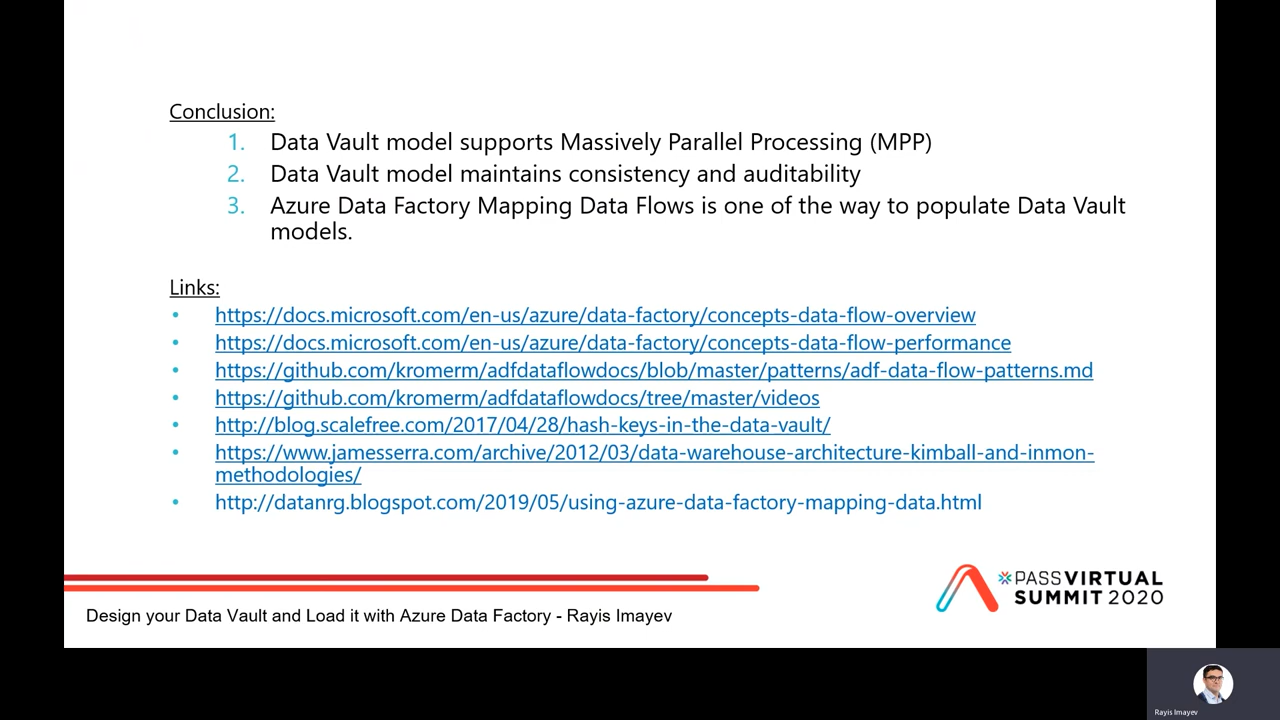 Conclusion:
1. Data Vault model supports Massively Parallel Processing (MPP)
2. Data Vault model maintains consistency and auditability
3. Azure Data Factory Mapping Data Flows is one of the way to populate Data Vault
models.
Links:
• https://docs.microsoft.com/en-us/azure/data-factory/concepts-data-flow-overview
• https://docs.microsoft.com/en-us/azure/data-factory/concepts-data-flow-performance
• https://github.com/kromerm/adfdataflowdocs/blob/master/patterns/adf-data-flow-patterns.md
• https://github.com/kromerm/adfdataflowdocs/tree/master/videos
• http://blog.scalefree.com/2017/04/28/hash-keys-in-the-data-vault/
• https://www.jamesserra.com/archive/2012/03/data-warehouse-architecture-kimball-and-inmon-
methodologies/
• http://datanrg.blogspot.com/2019/05/using-azure-data-factory-mapping-data.html
PASS VIRTUAL
SUMMIT 2020
Design your Data Vault and Load it with Azure Data Factory - Rayis Imayev
Rayis Imayev